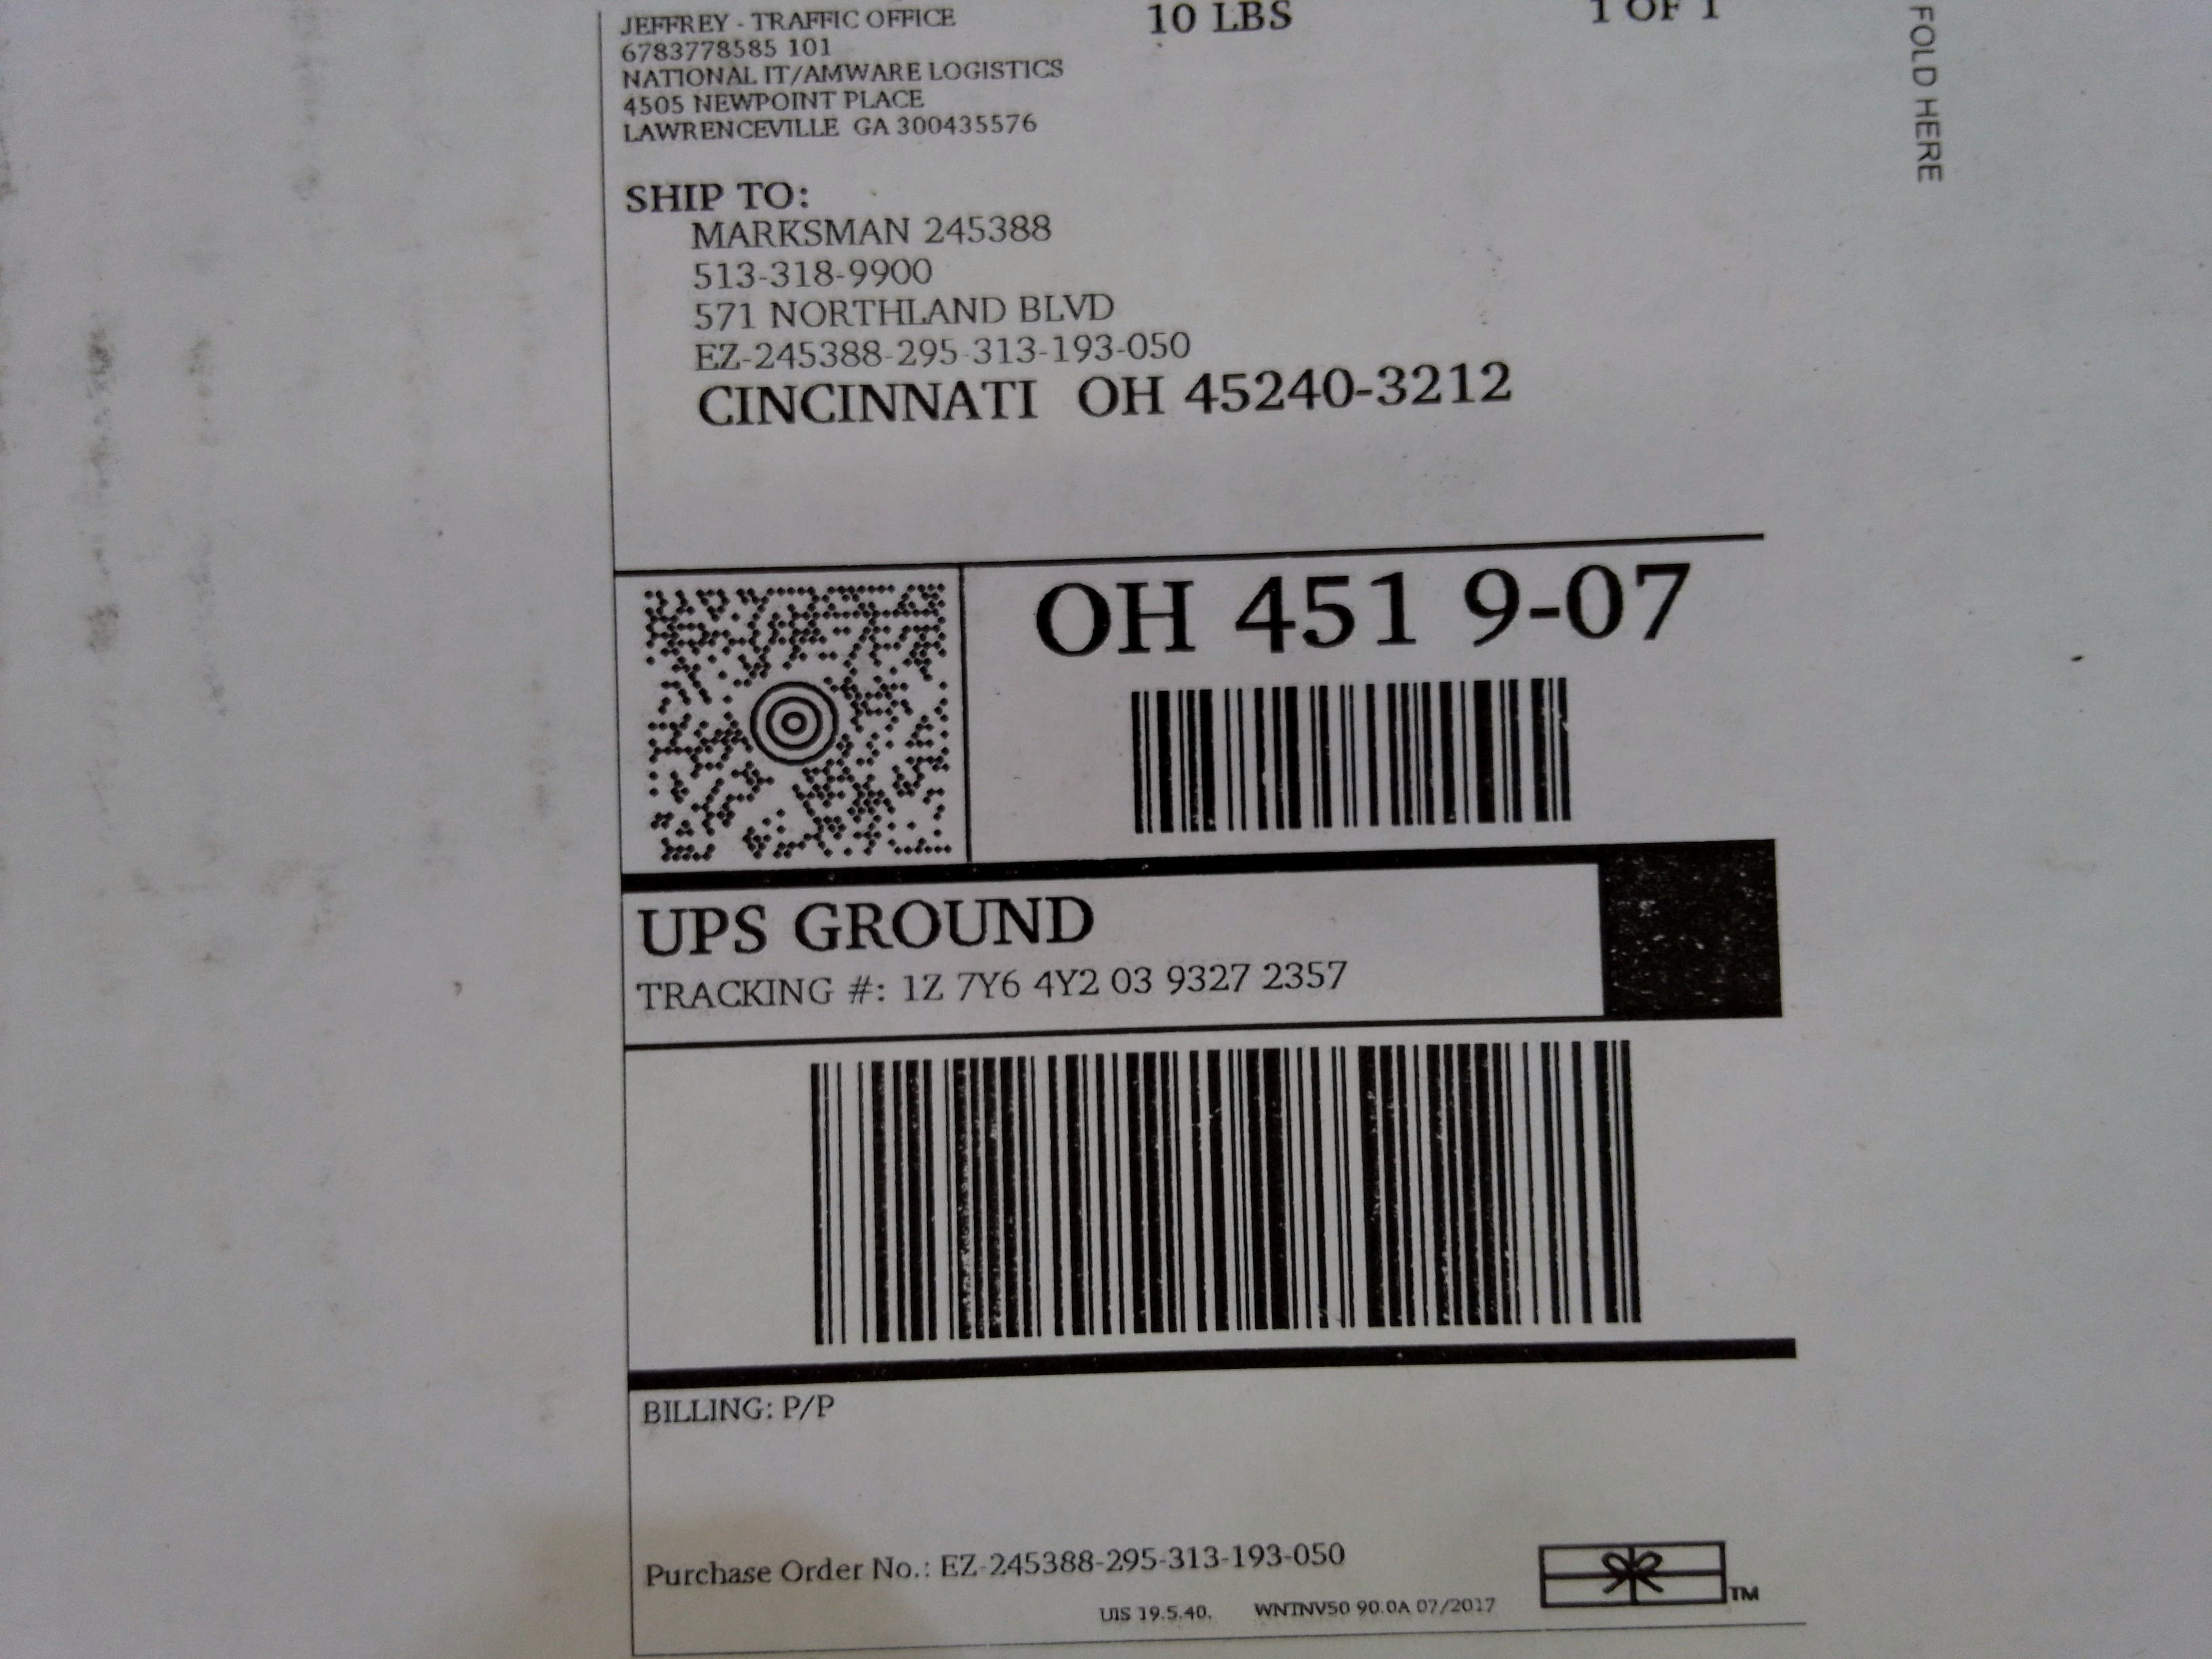 JEFFREY - TRAFFIC OFFICE
6783778585 101
NATIONAL IT/AMWARE LOGISTICS
4505 NEWPOINT PLACE
LAWRENCEVILLE GA 300435576
10 LBS
1 OF 1
FOLD HERE
SHIP TO:
MARKSMAN 245388
513-318-9900
571 NORTHLAND BLVD
EZ-245388-295-313-193-050
CINCINNATI OH 45240-3212
OH 451 9-07
UPS GROUND
TRACKING #: 1Z 7Y6 4Y2 03 9327 2357
BILLING: P/P
Purchase Order No.: EZ-245388-295-313-193-050
UIS 19.5.40. WNTNV50 90.0A 07/2017
TM